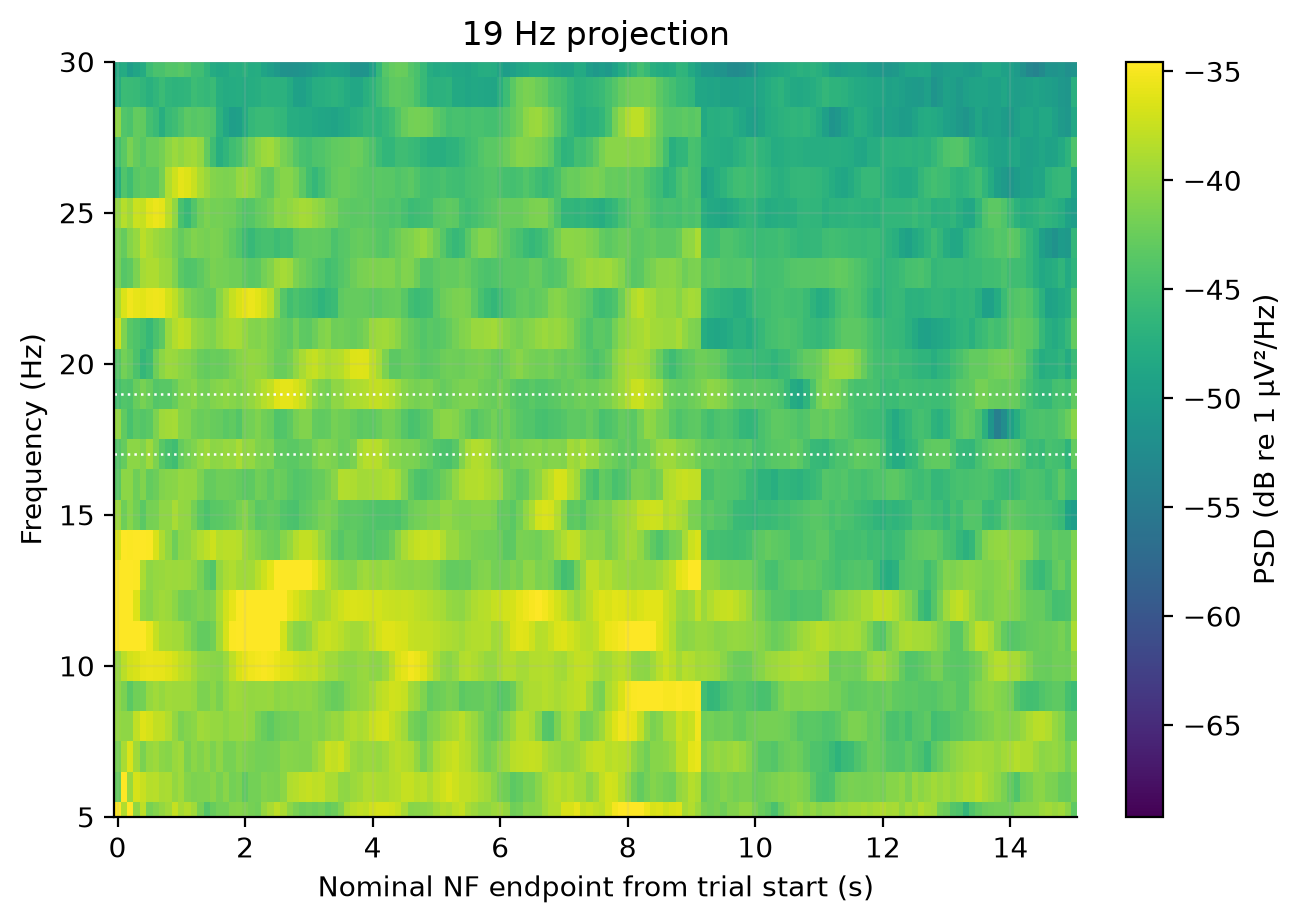 19 Hz projection
30
25
20
15
10
5
Frequency (Hz)
0 2 4 6 8 10 12 14
Nominal NF endpoint from trial start (s)
−35
−40
−45
−50
−55
−60
−65
PSD (dB re 1 µV²/Hz)